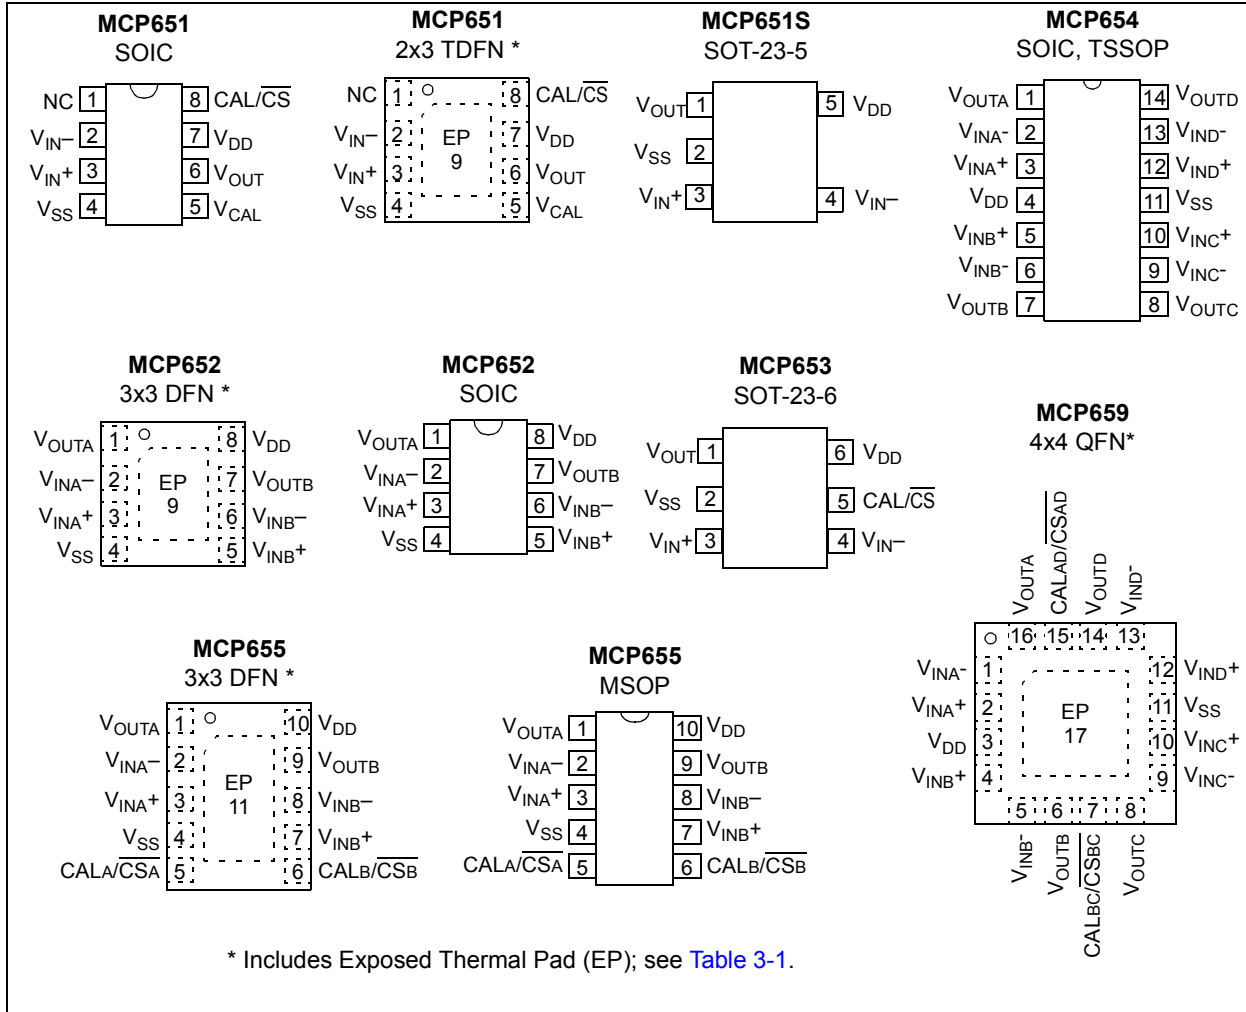 MCP651
SOIC
NC 1 8 CAL/CS
VIN– 2 7 VDD
VIN+ 3 6 VOUT
VSS 4 5 VCAL
MCP651
2x3 TDFN *
NC 1 8 CAL/CS
VIN– 2 7 VDD
VIN+ 3 6 VOUT
VSS 4 5 VCAL
EP
9
MCP651S
SOT-23-5
VOUT 1 5 VDD
VSS 2
VIN+ 3 4 VIN–
MCP654
SOIC, TSSOP
VOUTA 1 14 VOUTD
VINA- 2 13 VIND-
VINA+ 3 12 VIND+
VDD 4 11 VSS
VINB+ 5 10 VINC+
VINB- 6 9 VINC-
VOUTB 7 8 VOUTC
MCP652
3x3 DFN *
VOUTA 1 8 VDD
VINA– 2 7 VOUTB
VINA+ 3 6 VINB–
VSS 4 5 VINB+
EP
9
MCP652
SOIC
VOUTA 1 8 VDD
VINA– 2 7 VOUTB
VINA+ 3 6 VINB–
VSS 4 5 VINB+
MCP653
SOT-23-6
VOUT 1 6 VDD
VSS 2 5 CAL/CS
VIN+ 3 4 VIN–
MCP659
4x4 QFN*
VOUTA CALAD/CSAD VOUTD VIND-
16 15 14 13
VINA- 1 12 VIND+
VINA+ 2 11 VSS
VDD 3 10 VINC+
VINB+ 4 9 VINC-
EP
17
5 6 7 8
VINB- VOUTB CALBC/CSBC VOUTC
MCP655
3x3 DFN *
VOUTA 1 10 VDD
VINA– 2 9 VOUTB
VINA+ 3 8 VINB–
VSS 4 7 VINB+
CALA/CSA 5 6 CALB/CSB
EP
11
MCP655
MSOP
VOUTA 1 10 VDD
VINA– 2 9 VOUTB
VINA+ 3 8 VINB–
VSS 4 7 VINB+
CALA/CSA 5 6 CALB/CSB
* Includes Exposed Thermal Pad (EP); see Table 3-1.